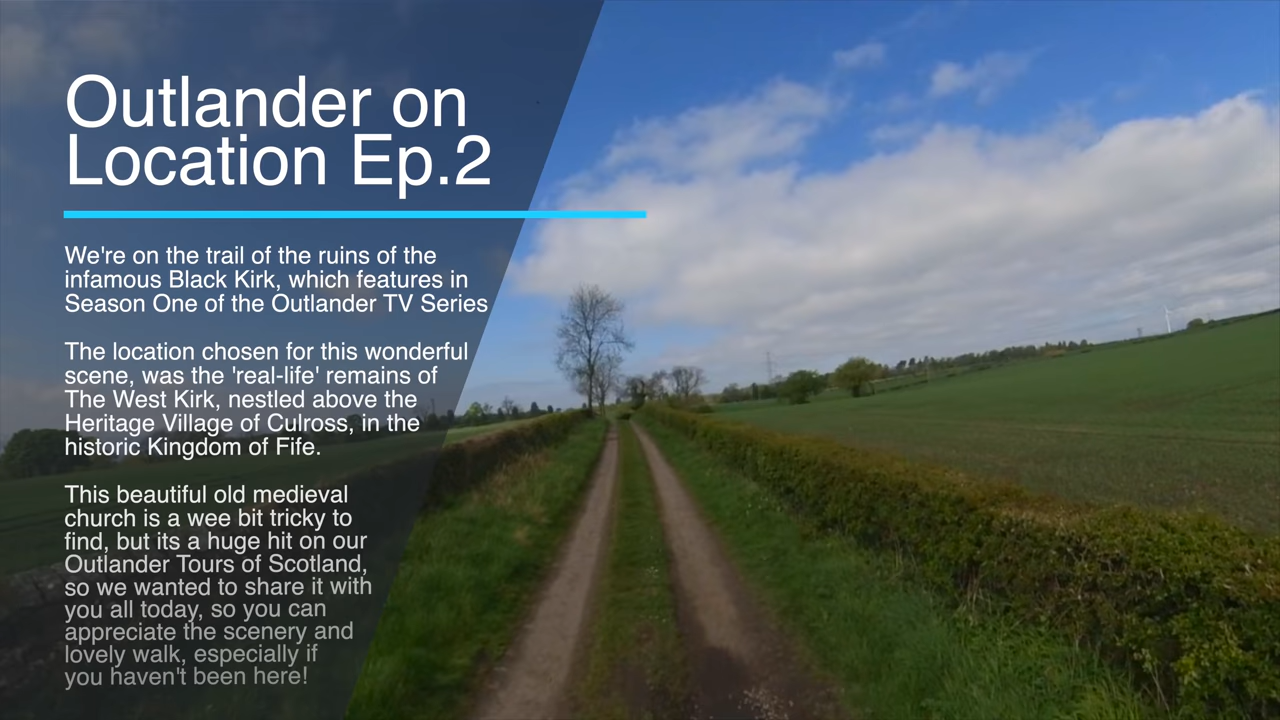 Outlander on
Location Ep.2
We're on the trail of the ruins of the
infamous Black Kirk, which features in
Season One of the Outlander TV Series
The location chosen for this wonderful
scene, was the 'real-life' remains of
The West Kirk, nestled above the
Heritage Village of Culross, in the
historic Kingdom of Fife.
This beautiful old medieval
church is a wee bit tricky to
find, but its a huge hit on our
Outlander Tours of Scotland,
so we wanted to share it with
you all today, so you can
appreciate the scenery and
lovely walk, especially if
you haven't been here!